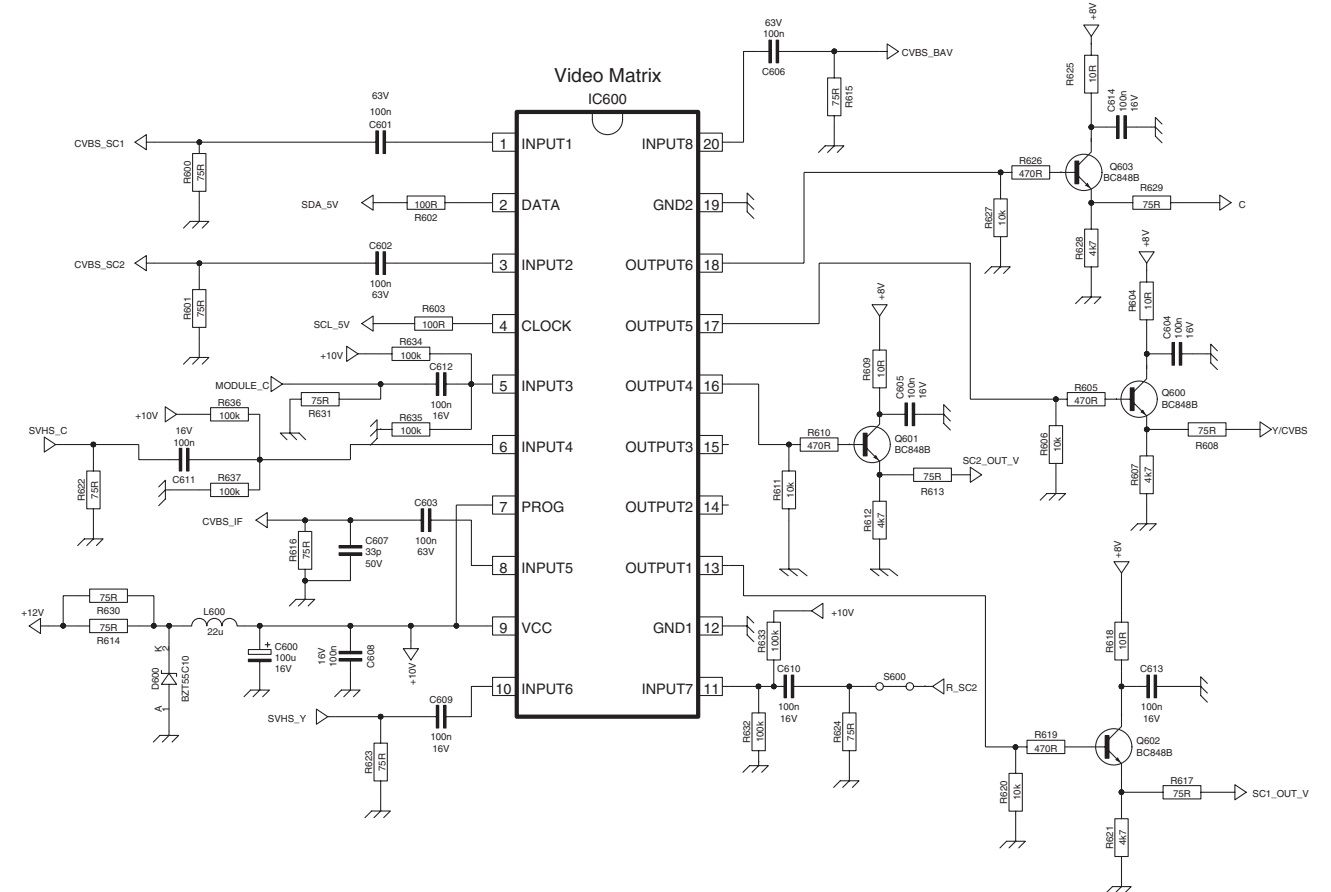 Video Matrix
IC600
1 INPUT1
2 DATA
3 INPUT2
4 CLOCK
5 INPUT3
6 INPUT4
7 PROG
8 INPUT5
9 VCC
10 INPUT6
INPUT8 20
GND2 19
OUTPUT6 18
OUTPUT5 17
OUTPUT4 16
OUTPUT3 15
OUTPUT2 14
OUTPUT1 13
GND1 12
INPUT7 11
CVBS_SC1
R600
75R
63V
100n
C601
SDA_5V
100R
R602
CVBS_SC2
R601
75R
C602
100n
63V
SCL_5V
R603
100R
+10V
R634
100k
MODULE_C
75R
R631
C612
100n
16V
R635
100k
+10V
R636
100k
SVHS_C
R622
75R
16V
100n
C611
R637
100k
CVBS_IF
R616
75R
C607
33p
50V
C603
100n
63V
+12V
75R
R630
75R
R614
K
2
D600
BZT55C10
A
1
L600
22u
C600
+
100u
16V
16V
100n
C608
+10V
SVHS_Y
R623
75R
C609
100n
16V
63V
100n
C606
CVBS_BAV
75R
R615
+8V
R625
10R
C614
100n
16V
R626
470R
R627
10k
Q603
BC848B
R629
75R
C
R628
4k7
+8V
R604
10R
C604
100n
16V
R605
470R
R606
10k
Q600
BC848B
75R
R608
Y/CVBS
R607
4k7
+8V
R609
10R
C605
100n
16V
R610
470R
R611
10k
Q601
BC848B
SC2_OUT_V
75R
R613
R612
4k7
+10V
R633
100k
C610
100n
16V
R632
100k
R624
75R
S600
R_SC2
+8V
R618
10R
C613
100n
16V
R619
470R
R620
10k
Q602
BC848B
R617
75R
SC1_OUT_V
R621
4k7